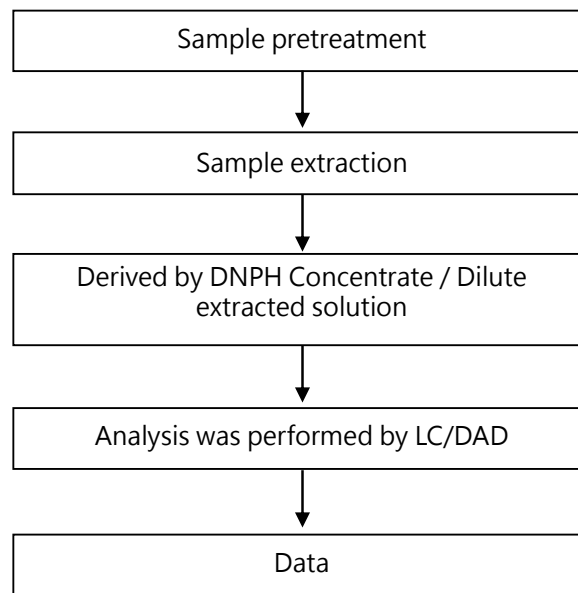 Sample pretreatment
Sample extraction
Derived by DNPH Concentrate / Dilute
extracted solution
Analysis was performed by LC/DAD
Data